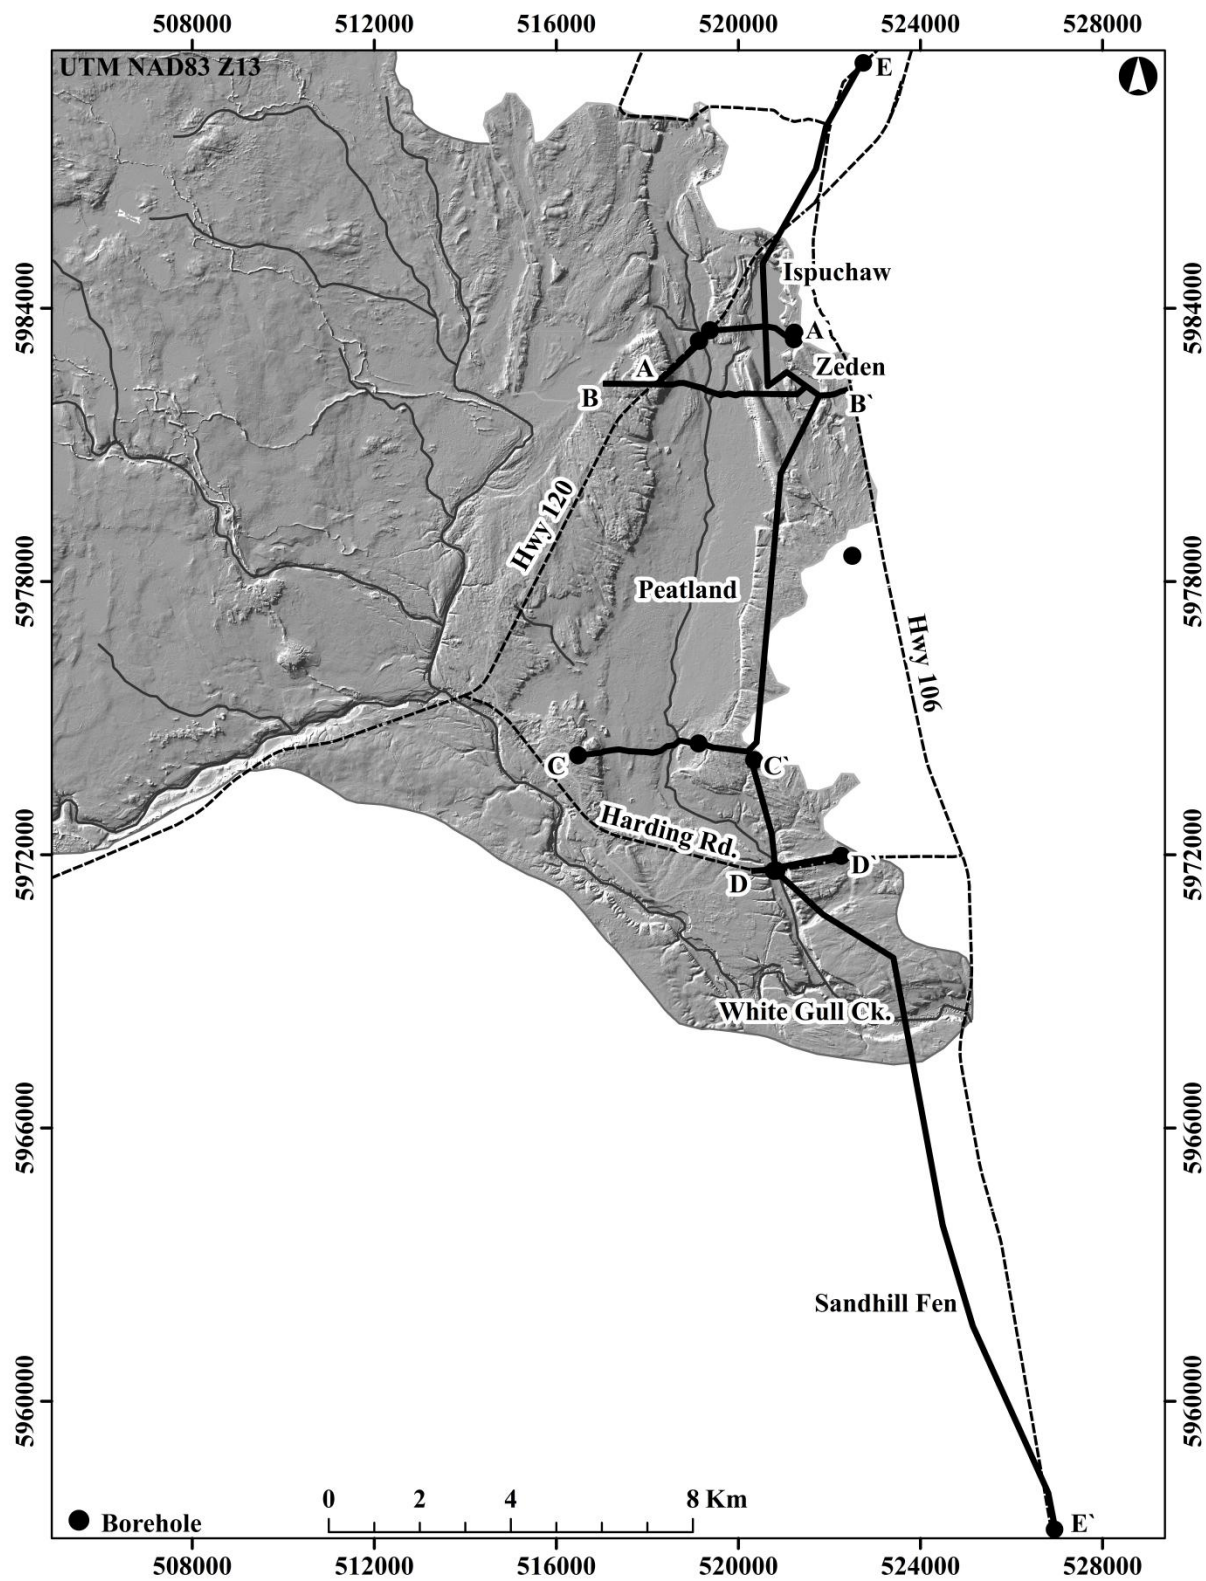 508000 512000 516000 520000 524000 528000
UTM NAD83 Z13
E
Ispuchaw
5984000
5984000
A
A`
Zeden
B
B`
Hwy 120
5978000
5978000
Peatland
Hwy 106
C
C`
Harding Rd.
5972000
5972000
D
D`
White Gull Ck.
5966000
5966000
Sandhill Fen
5960000
5960000
0 2 4 8 Km
Borehole
E`
508000 512000 516000 520000 524000 528000